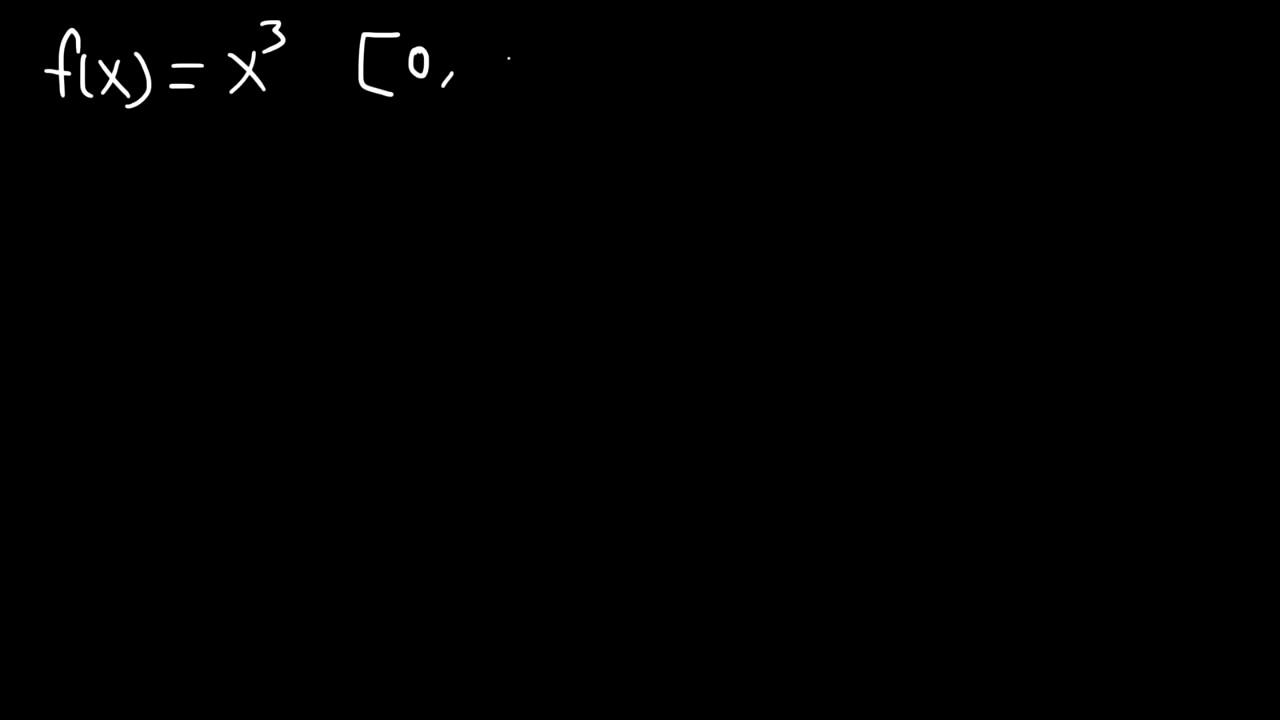 f(x) = x³ [0,